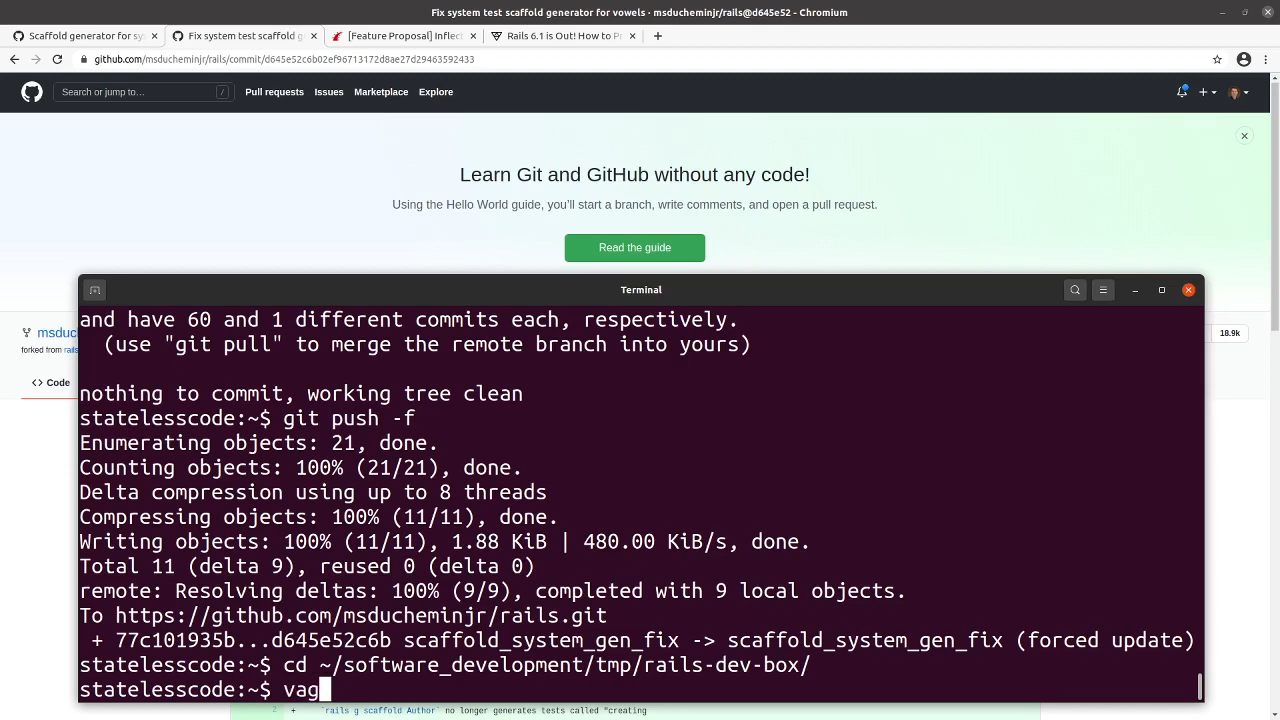 Fix system test scaffold generator for vowels · msducheminjr/rails@d645e52 - Chromium
Scaffold generator for sy
Fix system test scaffold g
[Feature Proposal] Inflec
Rails 6.1 is Out! How to P
github.com/msducheminjr/rails/commit/d645e52c6b02ef96713172d8ae27d29463592433
Search or jump to…
/
Pull requests
Issues
Marketplace
Explore
Learn Git and GitHub without any code!
Using the Hello World guide, you'll start a branch, write comments, and open a pull request.
Read the guide
Terminal
msduc
forked from rails
18.9k
Code
and have 60 and 1 different commits each, respectively.
(use "git pull" to merge the remote branch into yours)
nothing to commit, working tree clean
statelesscode:~$ git push -f
Enumerating objects: 21, done.
Counting objects: 100% (21/21), done.
Delta compression using up to 8 threads
Compressing objects: 100% (11/11), done.
Writing objects: 100% (11/11), 1.88 KiB | 480.00 KiB/s, done.
Total 11 (delta 9), reused 0 (delta 0)
remote: Resolving deltas: 100% (9/9), completed with 9 local objects.
To https://github.com/msducheminjr/rails.git
+ 77c101935b...d645e52c6b scaffold_system_gen_fix -> scaffold_system_gen_fix (forced update)
statelesscode:~$ cd ~/software_development/tmp/rails-dev-box/
statelesscode:~$ vag
2 + `rails g scaffold Author` no longer generates tests called "creating